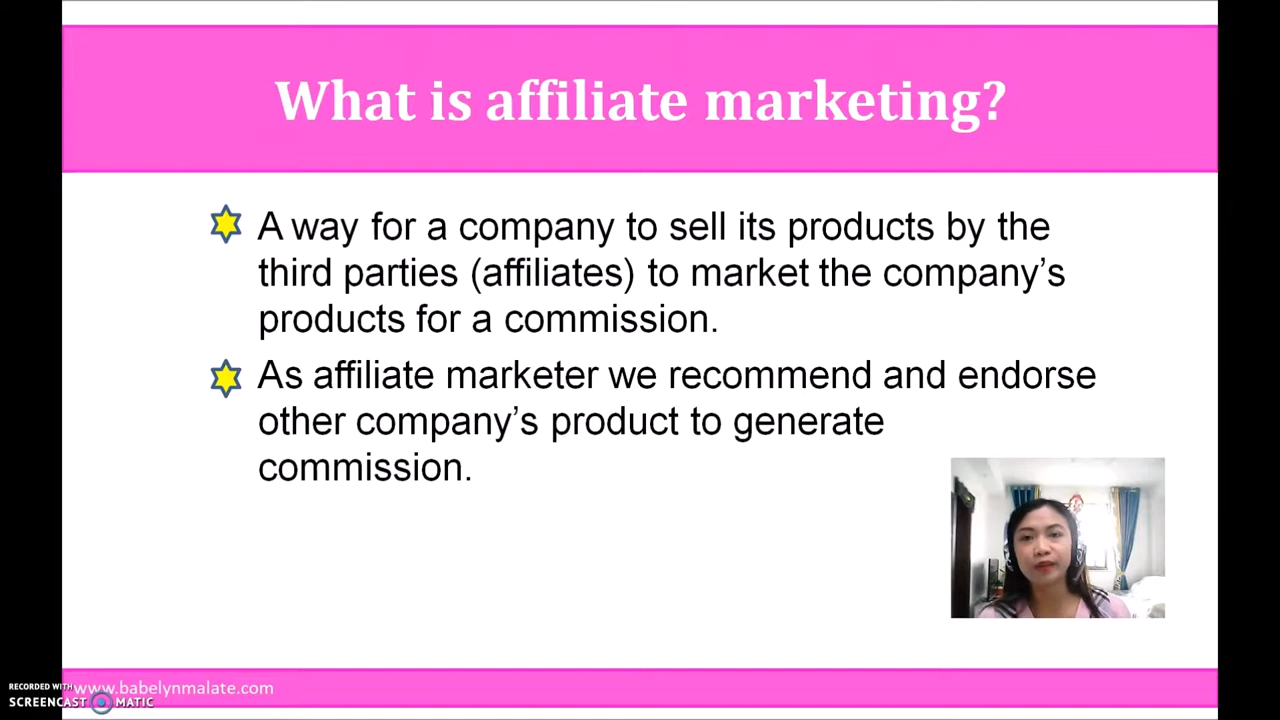 What is affiliate marketing?
A way for a company to sell its products by the
third parties (affiliates) to market the company’s
products for a commission.
As affiliate marketer we recommend and endorse
other company’s product to generate
commission.
www.babelynmalate.com
RECORDED WITH
SCREENCAST MATIC